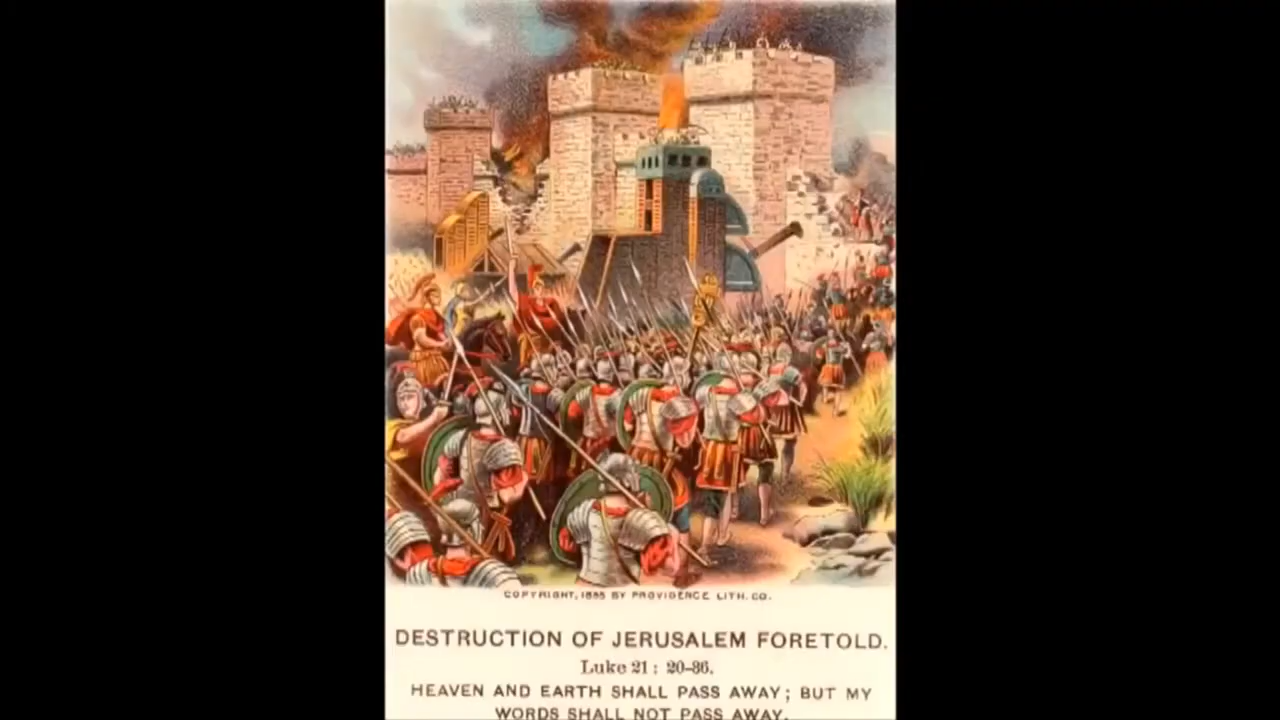 COPYRIGHT, 1895 BY PROVIDENCE LITH. CO.
DESTRUCTION OF JERUSALEM FORETOLD.
Luke 21 : 20-36.
HEAVEN AND EARTH SHALL PASS AWAY ; BUT MY
WORDS SHALL NOT PASS AWAY.